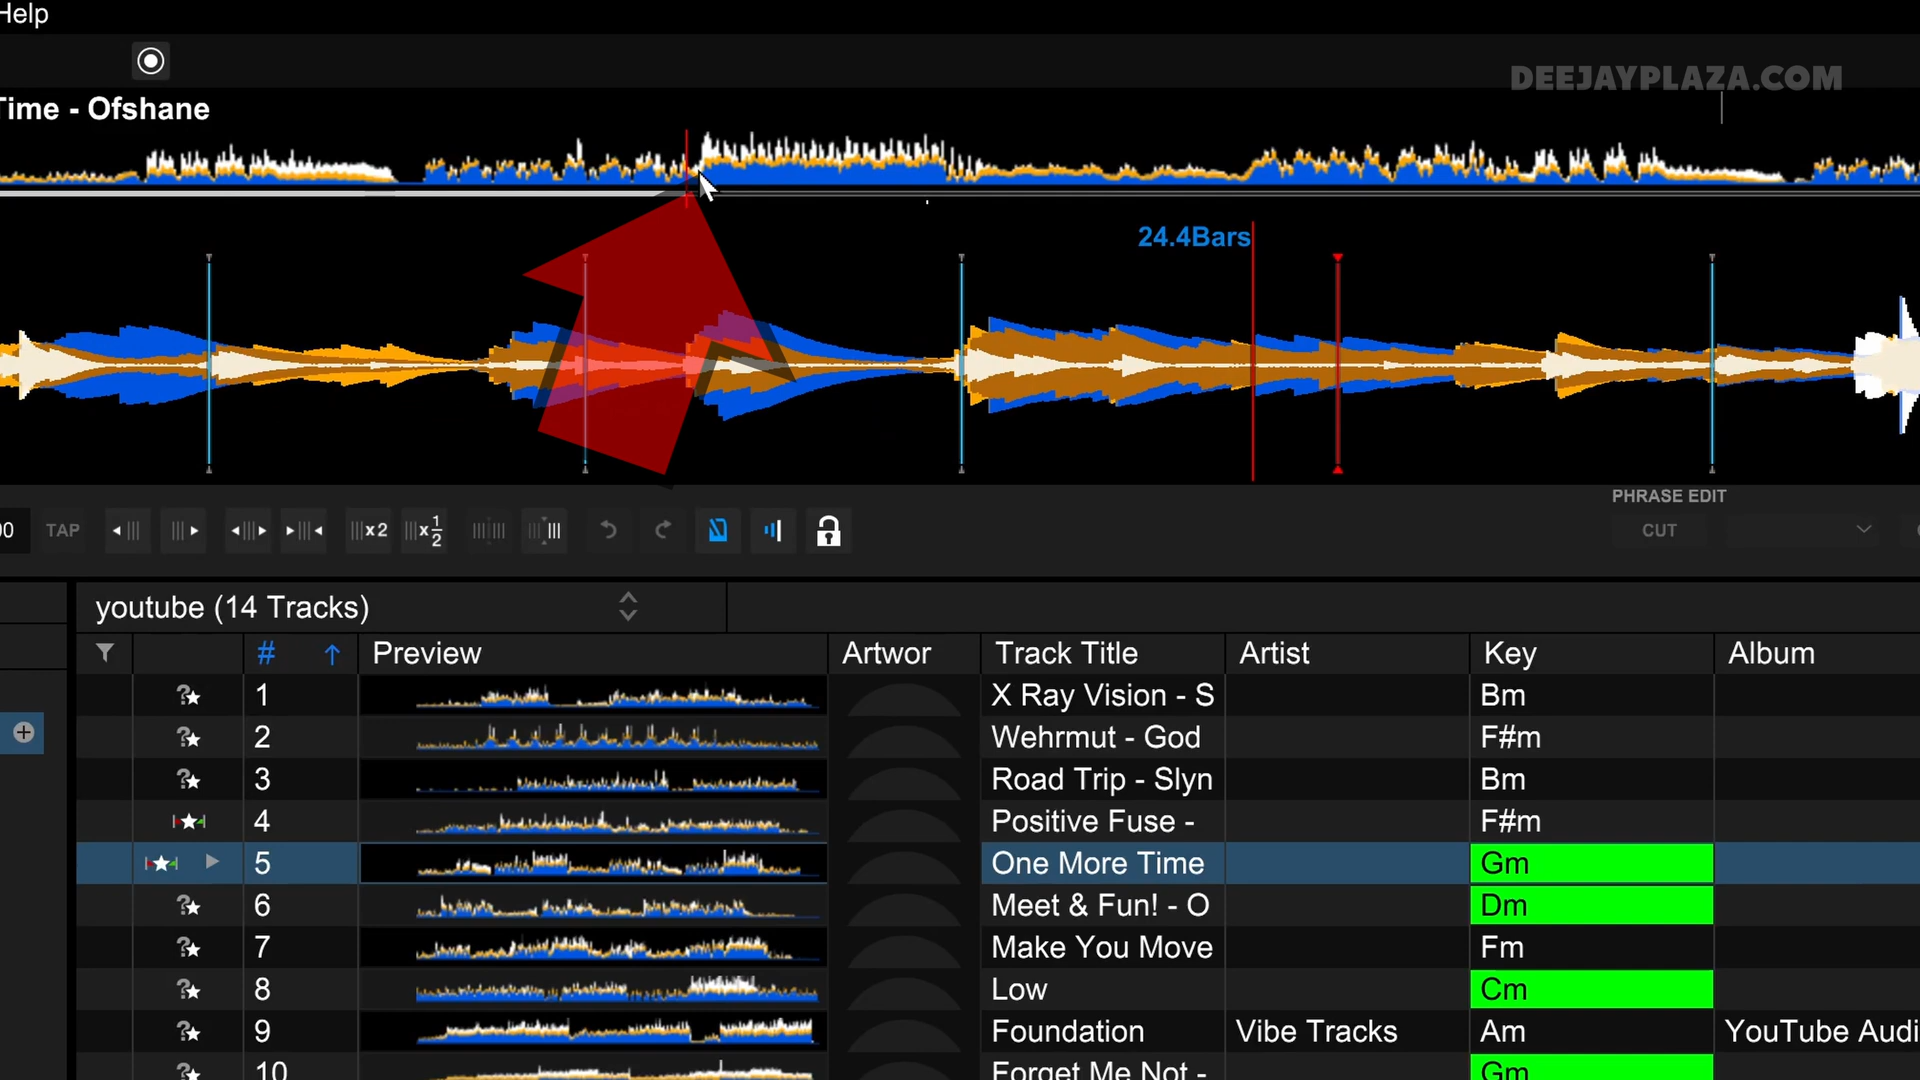 Help
DEEJAYPLAZA.COM
Time - Ofshane
24.4Bars
PHRASE EDIT
00 TAP x2 x1/2 CUT
youtube (14 Tracks)
# Preview Artwor Track Title Artist Key Album
1 X Ray Vision - S Bm
2 Wehrmut - God F#m
3 Road Trip - Slyn Bm
4 Positive Fuse - F#m
5 One More Time Gm
6 Meet & Fun! - O Dm
7 Make You Move Fm
8 Low Cm
9 Foundation Vibe Tracks Am YouTube Audi
10 Forget Me Not - Gm